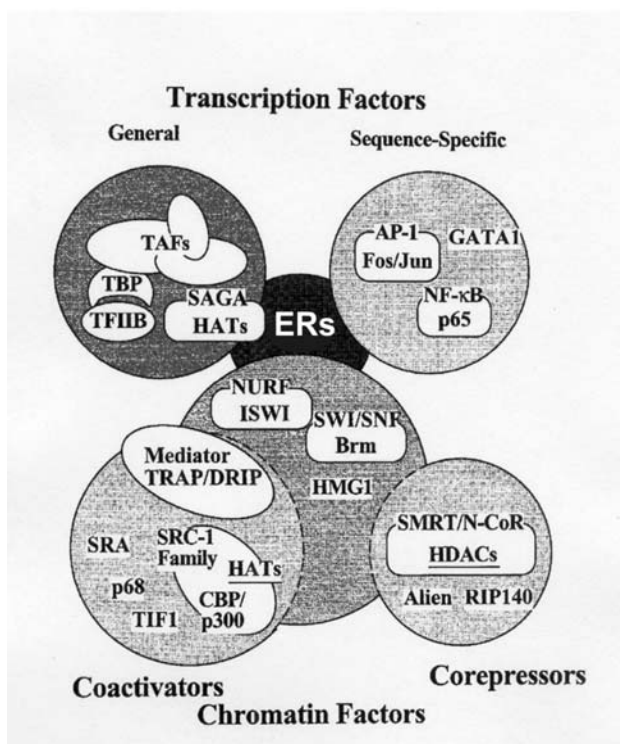 Transcription Factors
General
Sequence-Specific
TAFs
TBP
TFIIB
SAGA
HATs
AP-1
Fos/Jun
GATA1
NF-κB
p65
ERs
NURF
ISWI
SWI/SNF
Brm
HMG1
Mediator
TRAP/DRIP
SRA
SRC-1
Family
HATs
p68
CBP/
p300
TIF1
SMRT/N-CoR
HDACs
Alien RIP140
Coactivators
Corepressors
Chromatin Factors